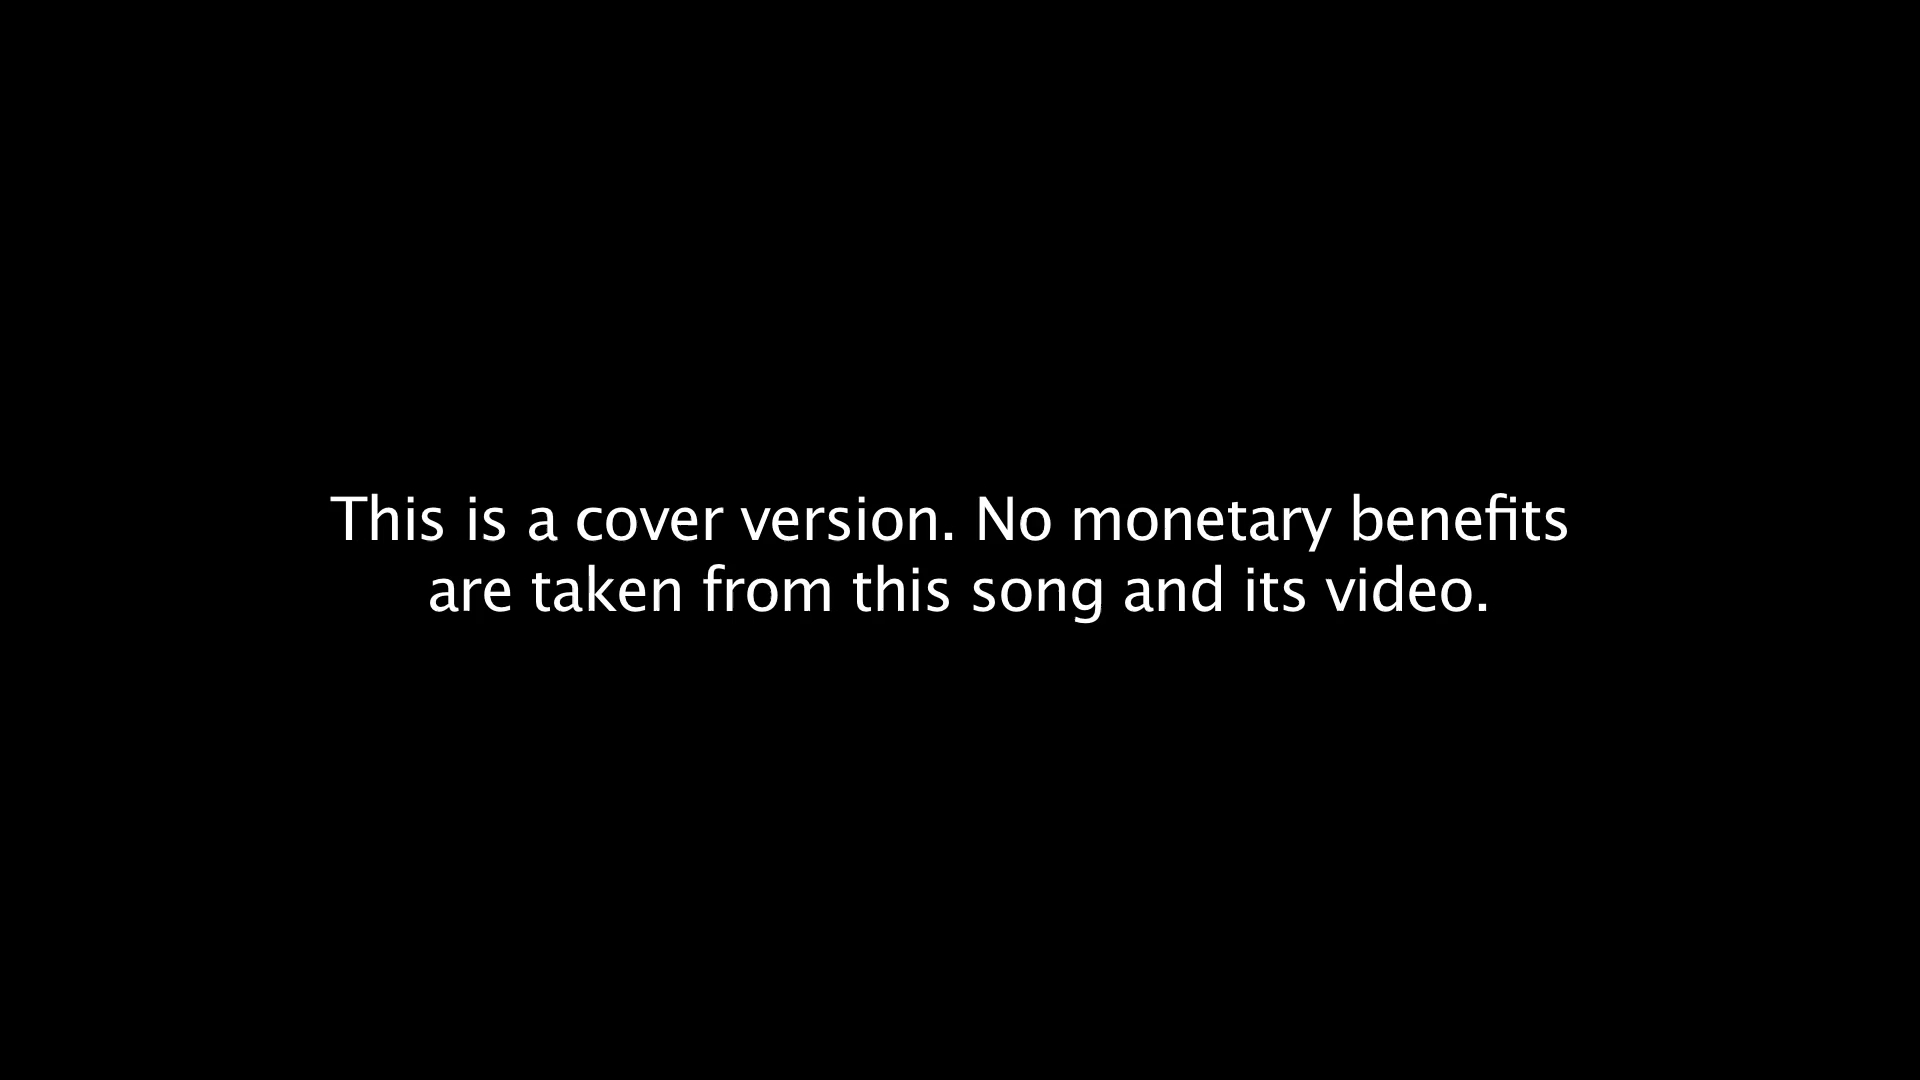 This is a cover version. No monetary benefits
are taken from this song and its video.